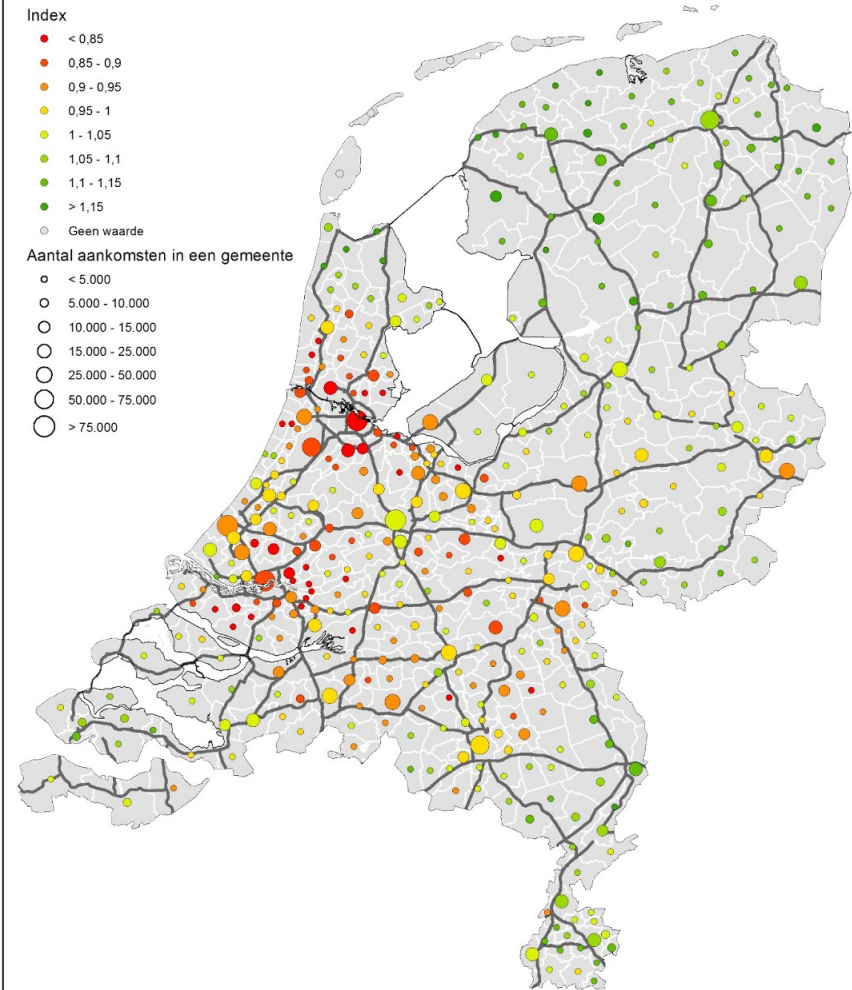 Index
< 0,85
0,85 - 0,9
0,9 - 0,95
0,95 - 1
1 - 1,05
1,05 - 1,1
1,1 - 1,15
> 1,15
Geen waarde
Aantal aankomsten in een gemeente
< 5.000
5.000 - 10.000
10.000 - 15.000
15.000 - 25.000
25.000 - 50.000
50.000 - 75.000
> 75.000